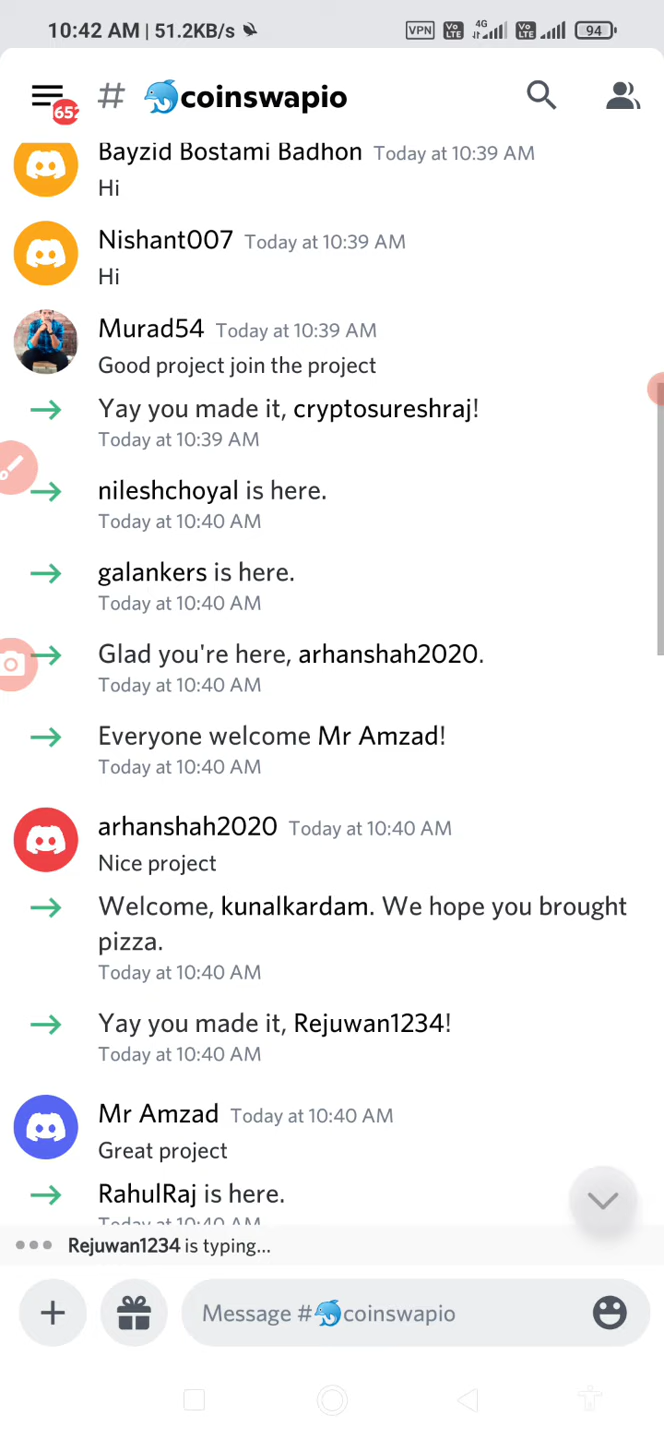 10:42 AM | 51.2KB/s
VPN Vo LTE 4G Vo LTE 94
652
# 🐬coinswapio
Bayzid Bostami Badhon Today at 10:39 AM
Hi
Nishant007 Today at 10:39 AM
Hi
Murad54 Today at 10:39 AM
Good project join the project
Yay you made it, cryptosureshraj!
Today at 10:39 AM
nileshchoyal is here.
Today at 10:40 AM
galankers is here.
Today at 10:40 AM
Glad you're here, arhanshah2020.
Today at 10:40 AM
Everyone welcome Mr Amzad!
Today at 10:40 AM
arhanshah2020 Today at 10:40 AM
Nice project
Welcome, kunalkardam. We hope you brought
pizza.
Today at 10:40 AM
Yay you made it, Rejuwan1234!
Today at 10:40 AM
Mr Amzad Today at 10:40 AM
Great project
RahulRaj is here.
Today at 10:40 AM
Rejuwan1234 is typing...
Message #🐬coinswapio